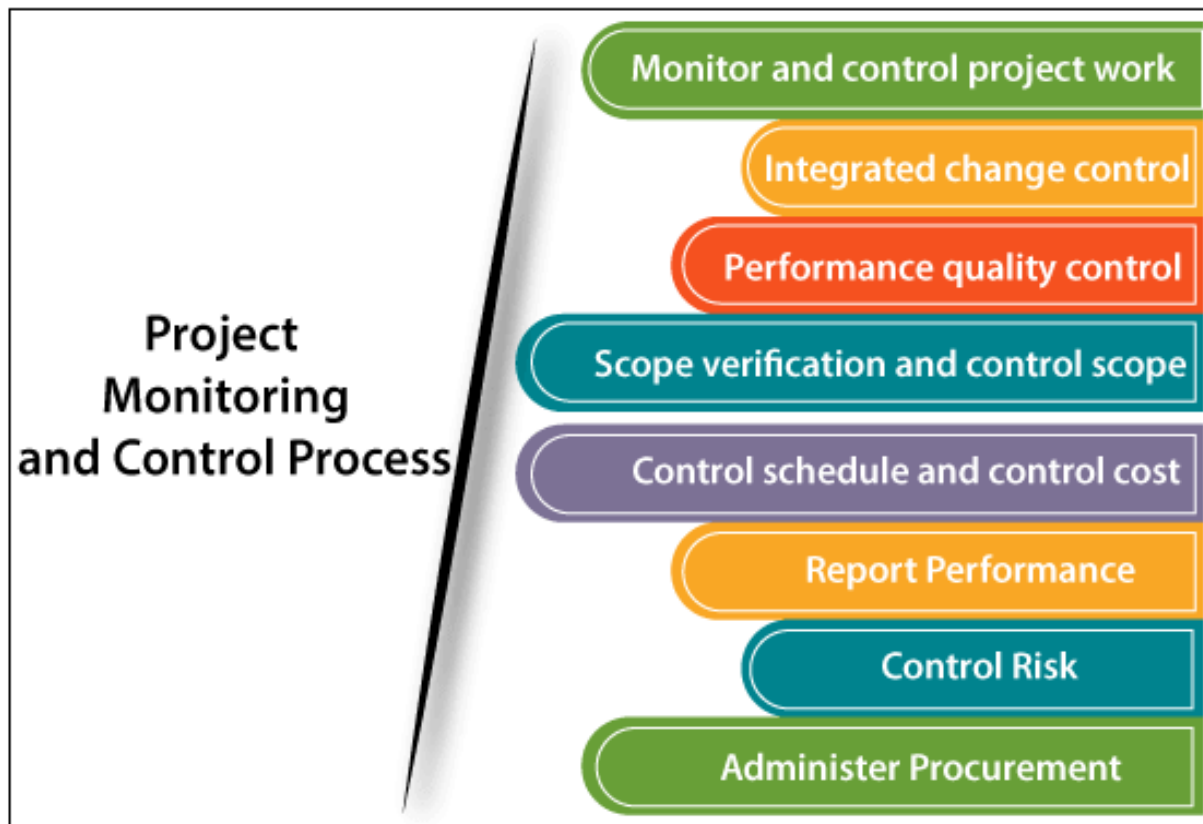 Project
Monitoring
and Control Process
Monitor and control project work
Integrated change control
Performance quality control
Scope verification and control scope
Control schedule and control cost
Report Performance
Control Risk
Administer Procurement